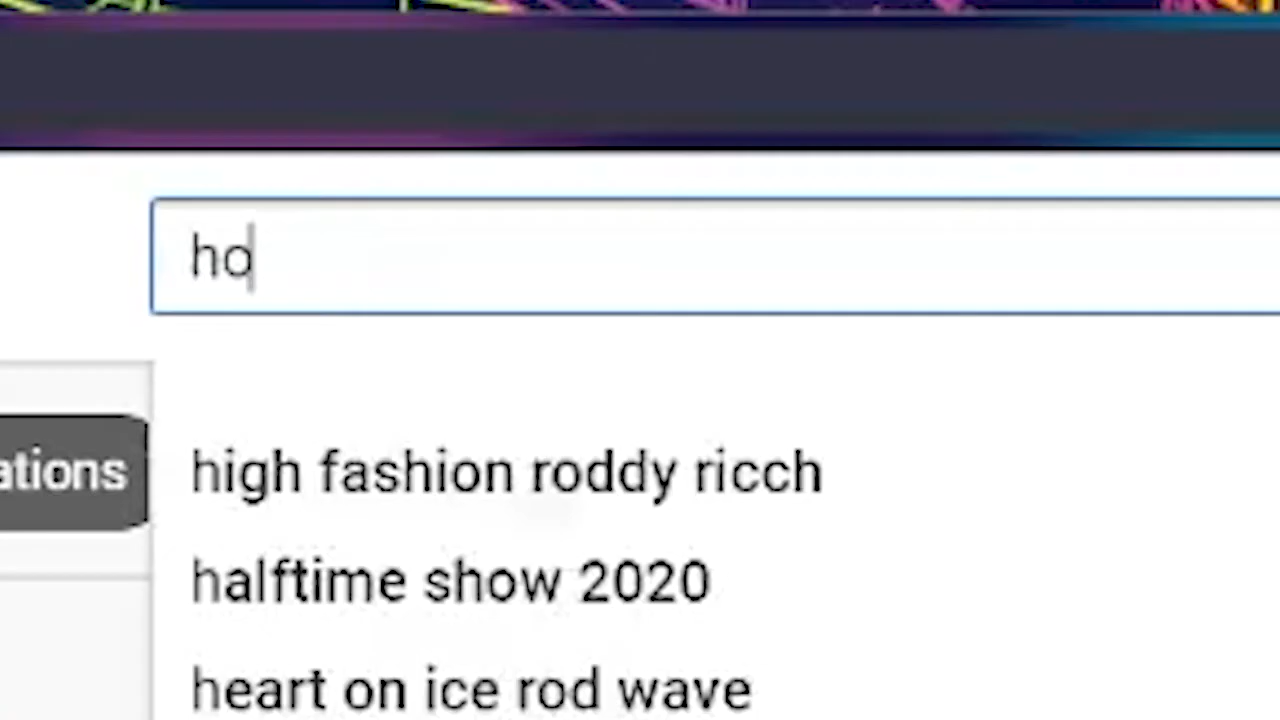 ho
ations
high fashion roddy ricch
halftime show 2020
heart on ice rod wave